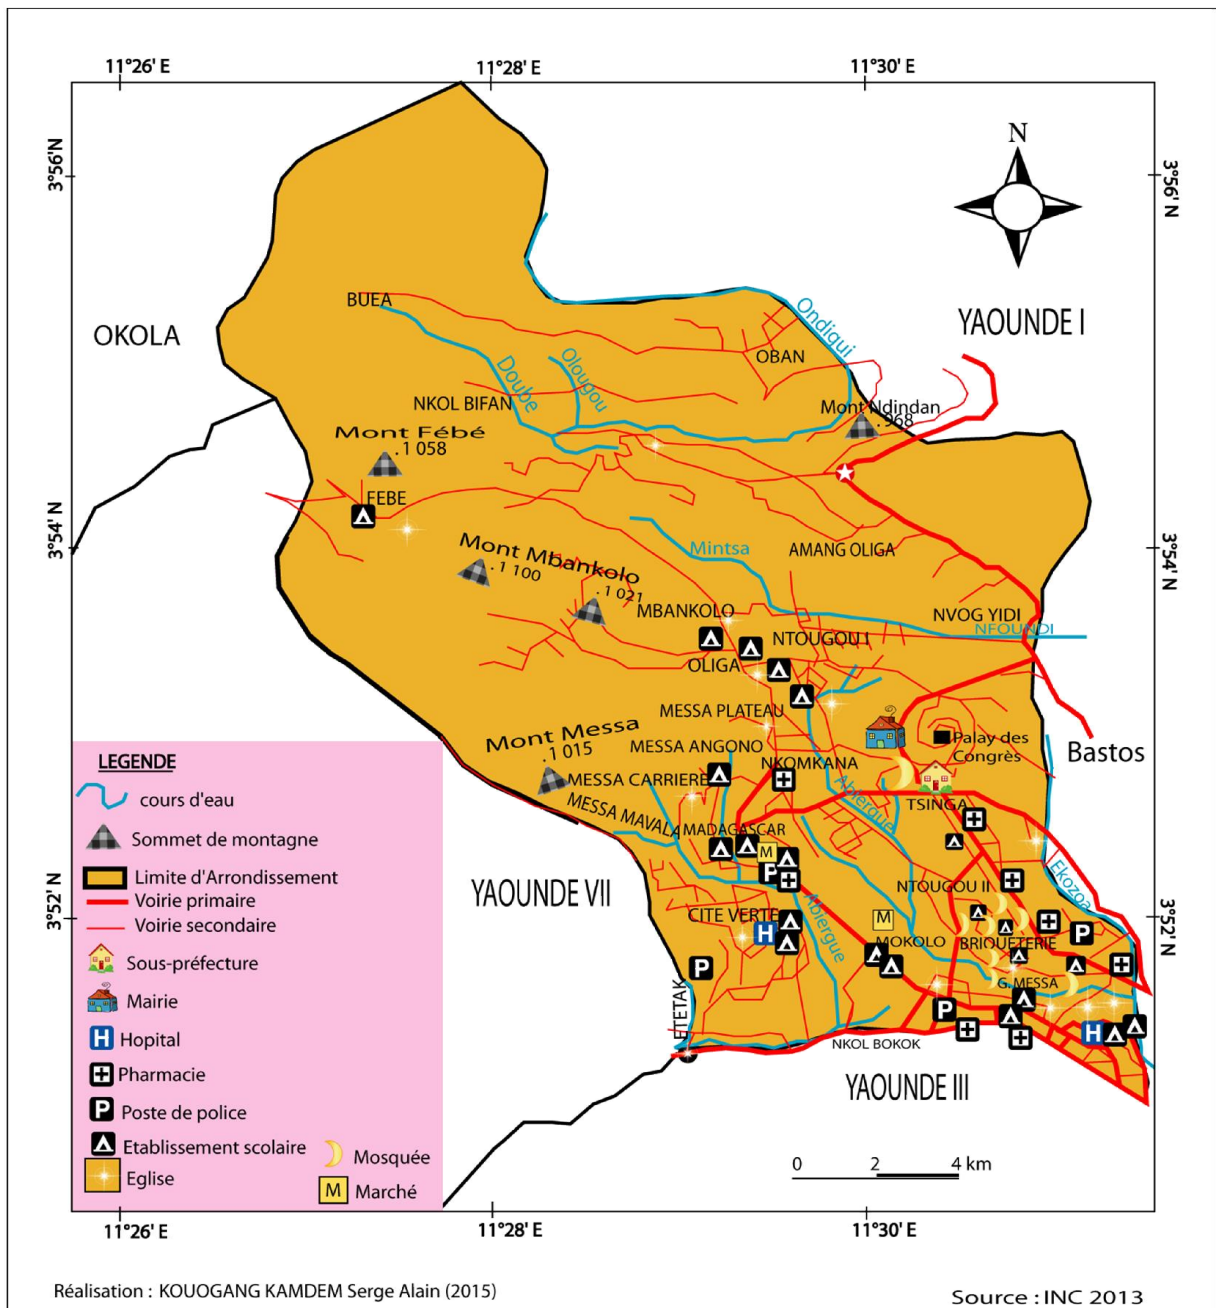 11°26' E
11°28' E
11°30' E
3°56'N
3°56' N
N
YAOUNDE I
OKOLA
BUEA
Ondiqui
OBAN
Olougou
Doube
NKOL BIFAN
Mont Ndindan
.968
Mont Fébé
.1 058
FEBE
3°54' N
3°54' N
Mintsa
AMANG OLIGA
Mont Mbankolo
.1 100
.1 021
MBANKOLO
NVOG YIDI
NFOUNDI
NTOUGOU I
OLIGA
MESSA PLATEAU
Mont Messa
.1 015
MESSA ANGONO
Palay des
Congrès
Bastos
NKOMKANA
MESSA CARRIERE
TSINGA
Abiergue
MESSA MAVALA
MADAGASCAR
M
P
YAOUNDE VII
NTOUGOU II
Ekozoa
3°52' N
3°52' N
CITE VERTE
Abiergue
M
H
MOKOLO
BRIQUETERIE
P
P
G. MESSA
ETETAK
P
H
NKOL BOKOK
YAOUNDE III
LEGENDE
cours d'eau
Sommet de montagne
Limite d'Arrondissement
Voirie primaire
Voirie secondaire
Sous-préfecture
Mairie
H Hopital
Pharmacie
P Poste de police
Etablissement scolaire
Eglise
Mosquée
M Marché
0 2 4 km
11°26' E
11°28' E
11°30' E
Réalisation : KOUOGANG KAMDEM Serge Alain (2015)
Source : INC 2013